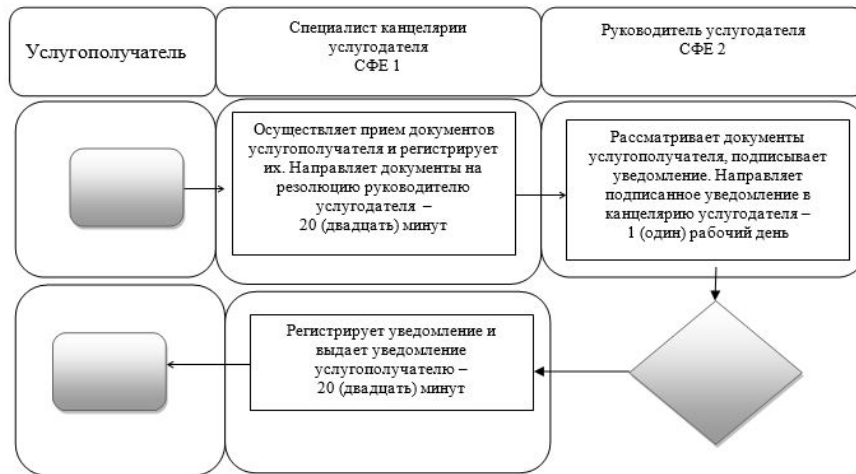 Услугополучатель
Специалист канцелярии
услугодателя
СФЕ 1
Руководитель услугодателя
СФЕ 2
Осуществляет прием документов
услугополучателя и регистрирует
их. Направляет документы на
резолюцию руководителю
услугодателя –
20 (двадцать) минут
Рассматривает документы
услугополучателя, подписывает
уведомление. Направляет
подписанное уведомление в
канцелярию услугодателя –
1 (один) рабочий день
Регистрирует уведомление и
выдает уведомление
услугополучателю –
20 (двадцать) минут